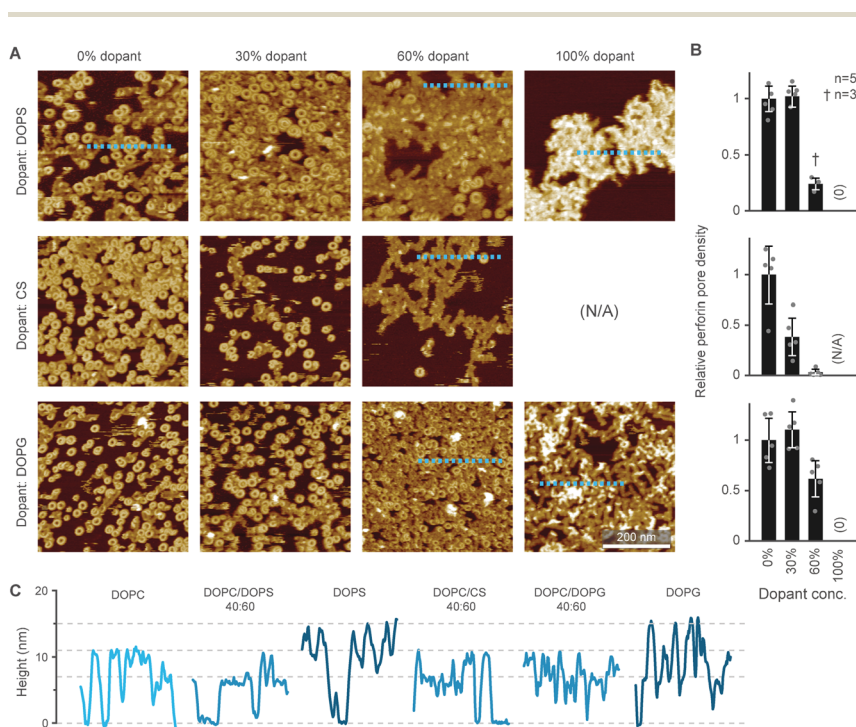 A
0% dopant
30% dopant
60% dopant
100% dopant
Dopant: DOPS
Dopant: CS
(N/A)
Dopant: DOPG
200 nm
B
n=5
† n=3
1
†
0.5
(0)
0
Relative perforin pore density
1
0.5
(N/A)
0
1
0.5
(0)
0
0%
30%
60%
100%
Dopant conc.
C
20
DOPC
DOPC/DOPS
40:60
DOPS
DOPC/CS
40:60
DOPC/DOPG
40:60
DOPG
Height (nm)
10
0